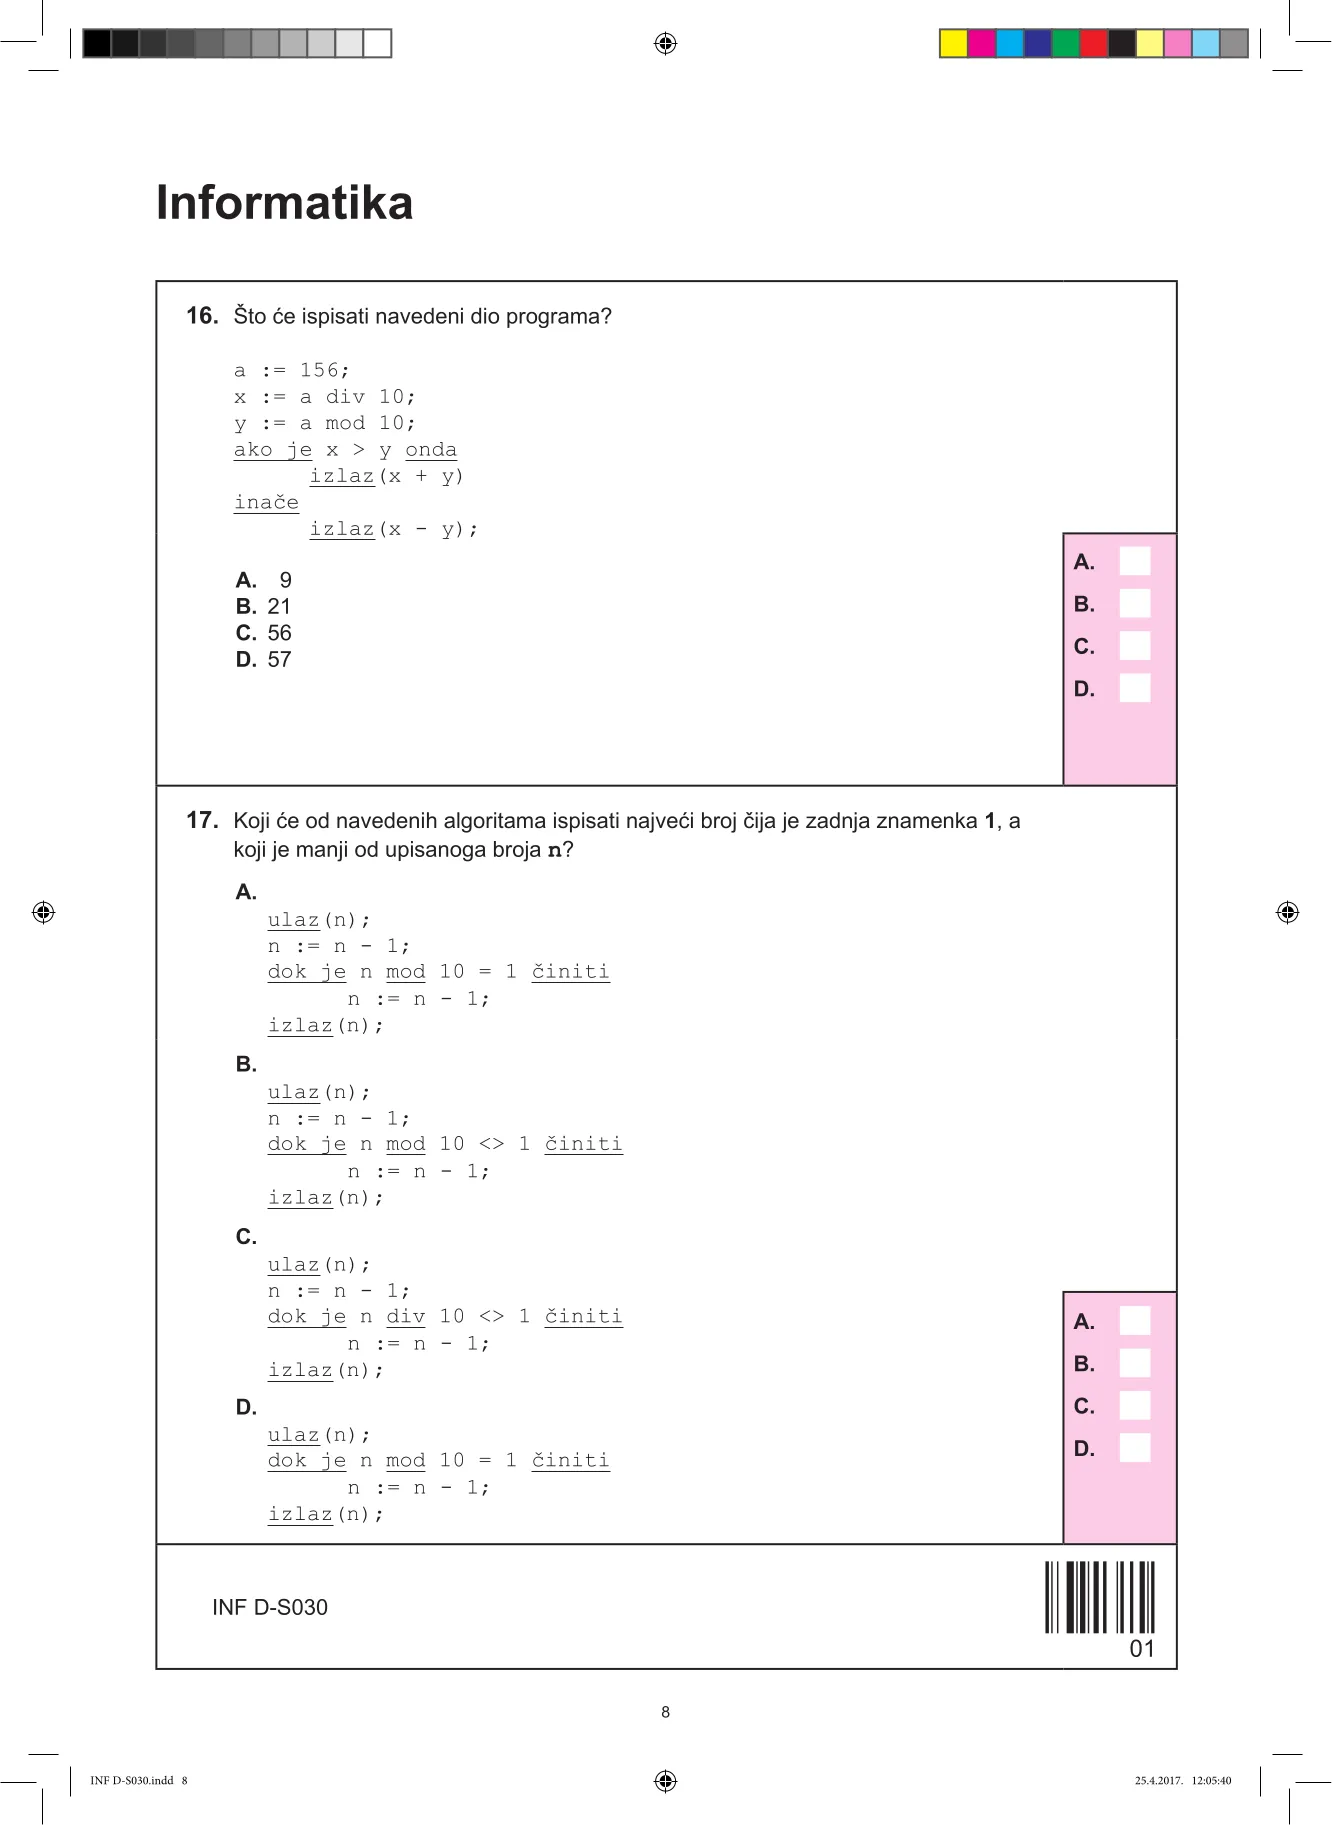 Informatika
16. Što će ispisati navedeni dio programa?
a := 156;
x := a div 10;
y := a mod 10;
ako je x > y onda
izlaz(x + y)
inače
izlaz(x - y);
A. 9
B. 21
C. 56
D. 57
A.
B.
C.
D.
17. Koji će od navedenih algoritama ispisati najveći broj čija je zadnja znamenka 1, a
koji je manji od upisanoga broja n?
A.
ulaz(n);
n := n - 1;
dok je n mod 10 = 1 činiti
n := n - 1;
izlaz(n);
B.
ulaz(n);
n := n - 1;
dok je n mod 10 <> 1 činiti
n := n - 1;
izlaz(n);
C.
ulaz(n);
n := n - 1;
dok je n div 10 <> 1 činiti
n := n - 1;
izlaz(n);
D.
ulaz(n);
dok je n mod 10 = 1 činiti
n := n - 1;
izlaz(n);
A.
B.
C.
D.
INF D-S030
01
8
INF D-S030.indd 8
25.4.2017. 12:05:40